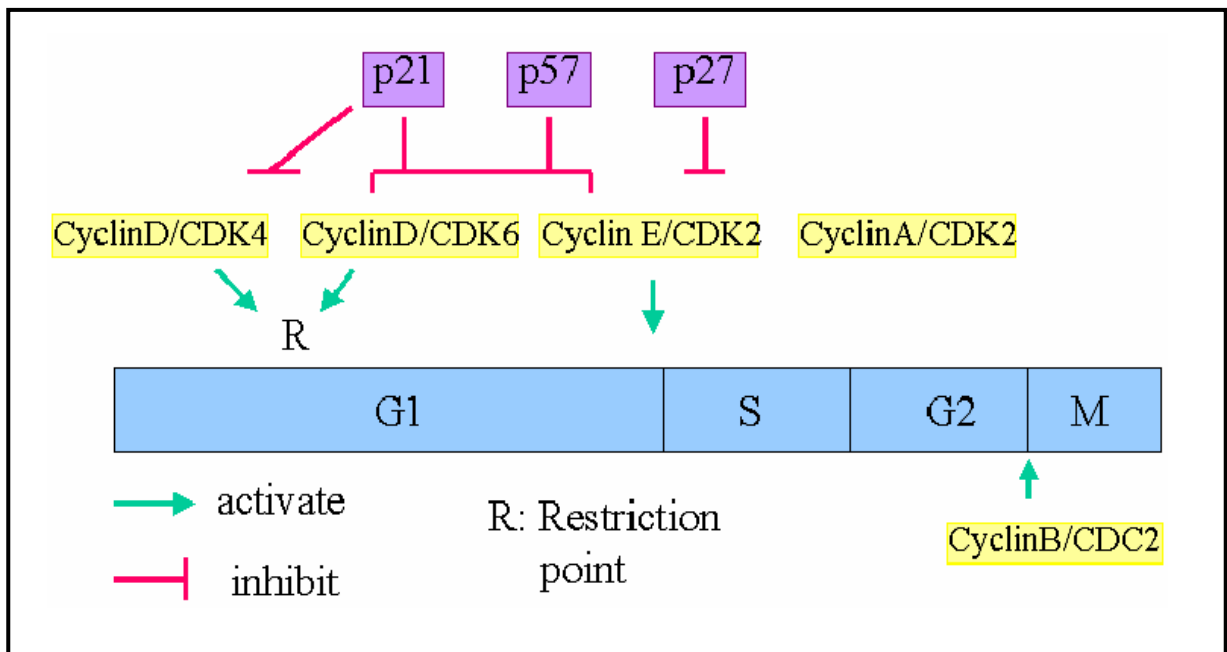 p21 p57 p27
CyclinD/CDK4 CyclinD/CDK6 Cyclin E/CDK2 CyclinA/CDK2
R
G1 S G2 M
activate
R: Restriction
point
CyclinB/CDC2
inhibit